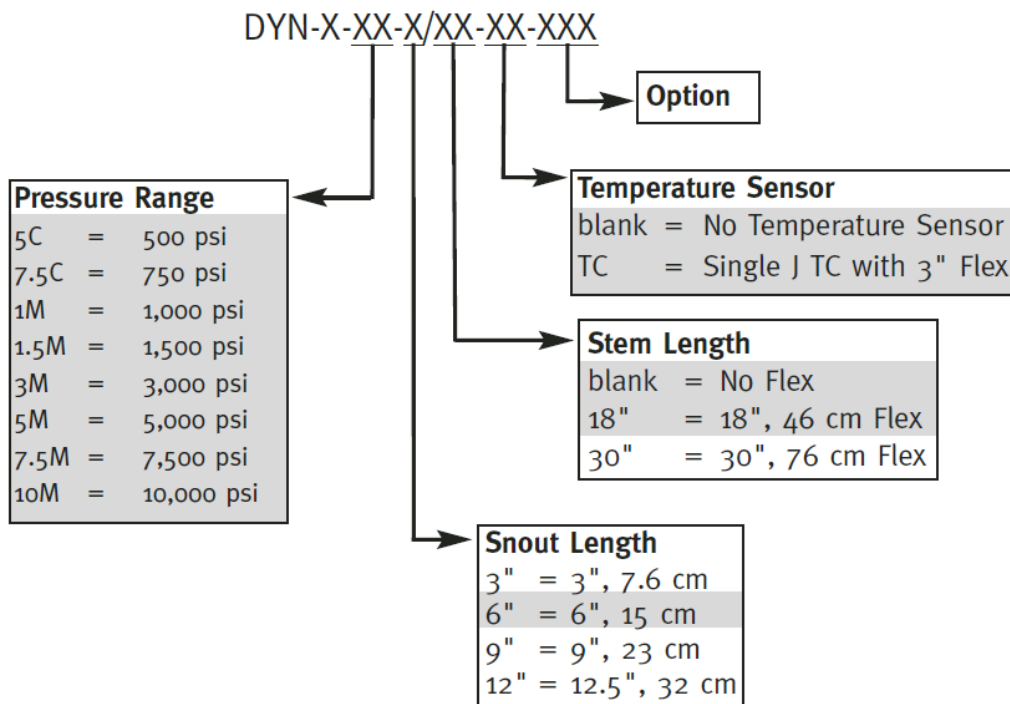 DYN-X-XX-X/XX-XX-XXX
Option
Temperature Sensor
blank = No Temperature Sensor
TC = Single J TC with 3" Flex
Pressure Range
5C = 500 psi
7.5C = 750 psi
1M = 1,000 psi
1.5M = 1,500 psi
3M = 3,000 psi
5M = 5,000 psi
7.5M = 7,500 psi
10M = 10,000 psi
Stem Length
blank = No Flex
18" = 18", 46 cm Flex
30" = 30", 76 cm Flex
Snout Length
3" = 3", 7.6 cm
6" = 6", 15 cm
9" = 9", 23 cm
12" = 12.5", 32 cm